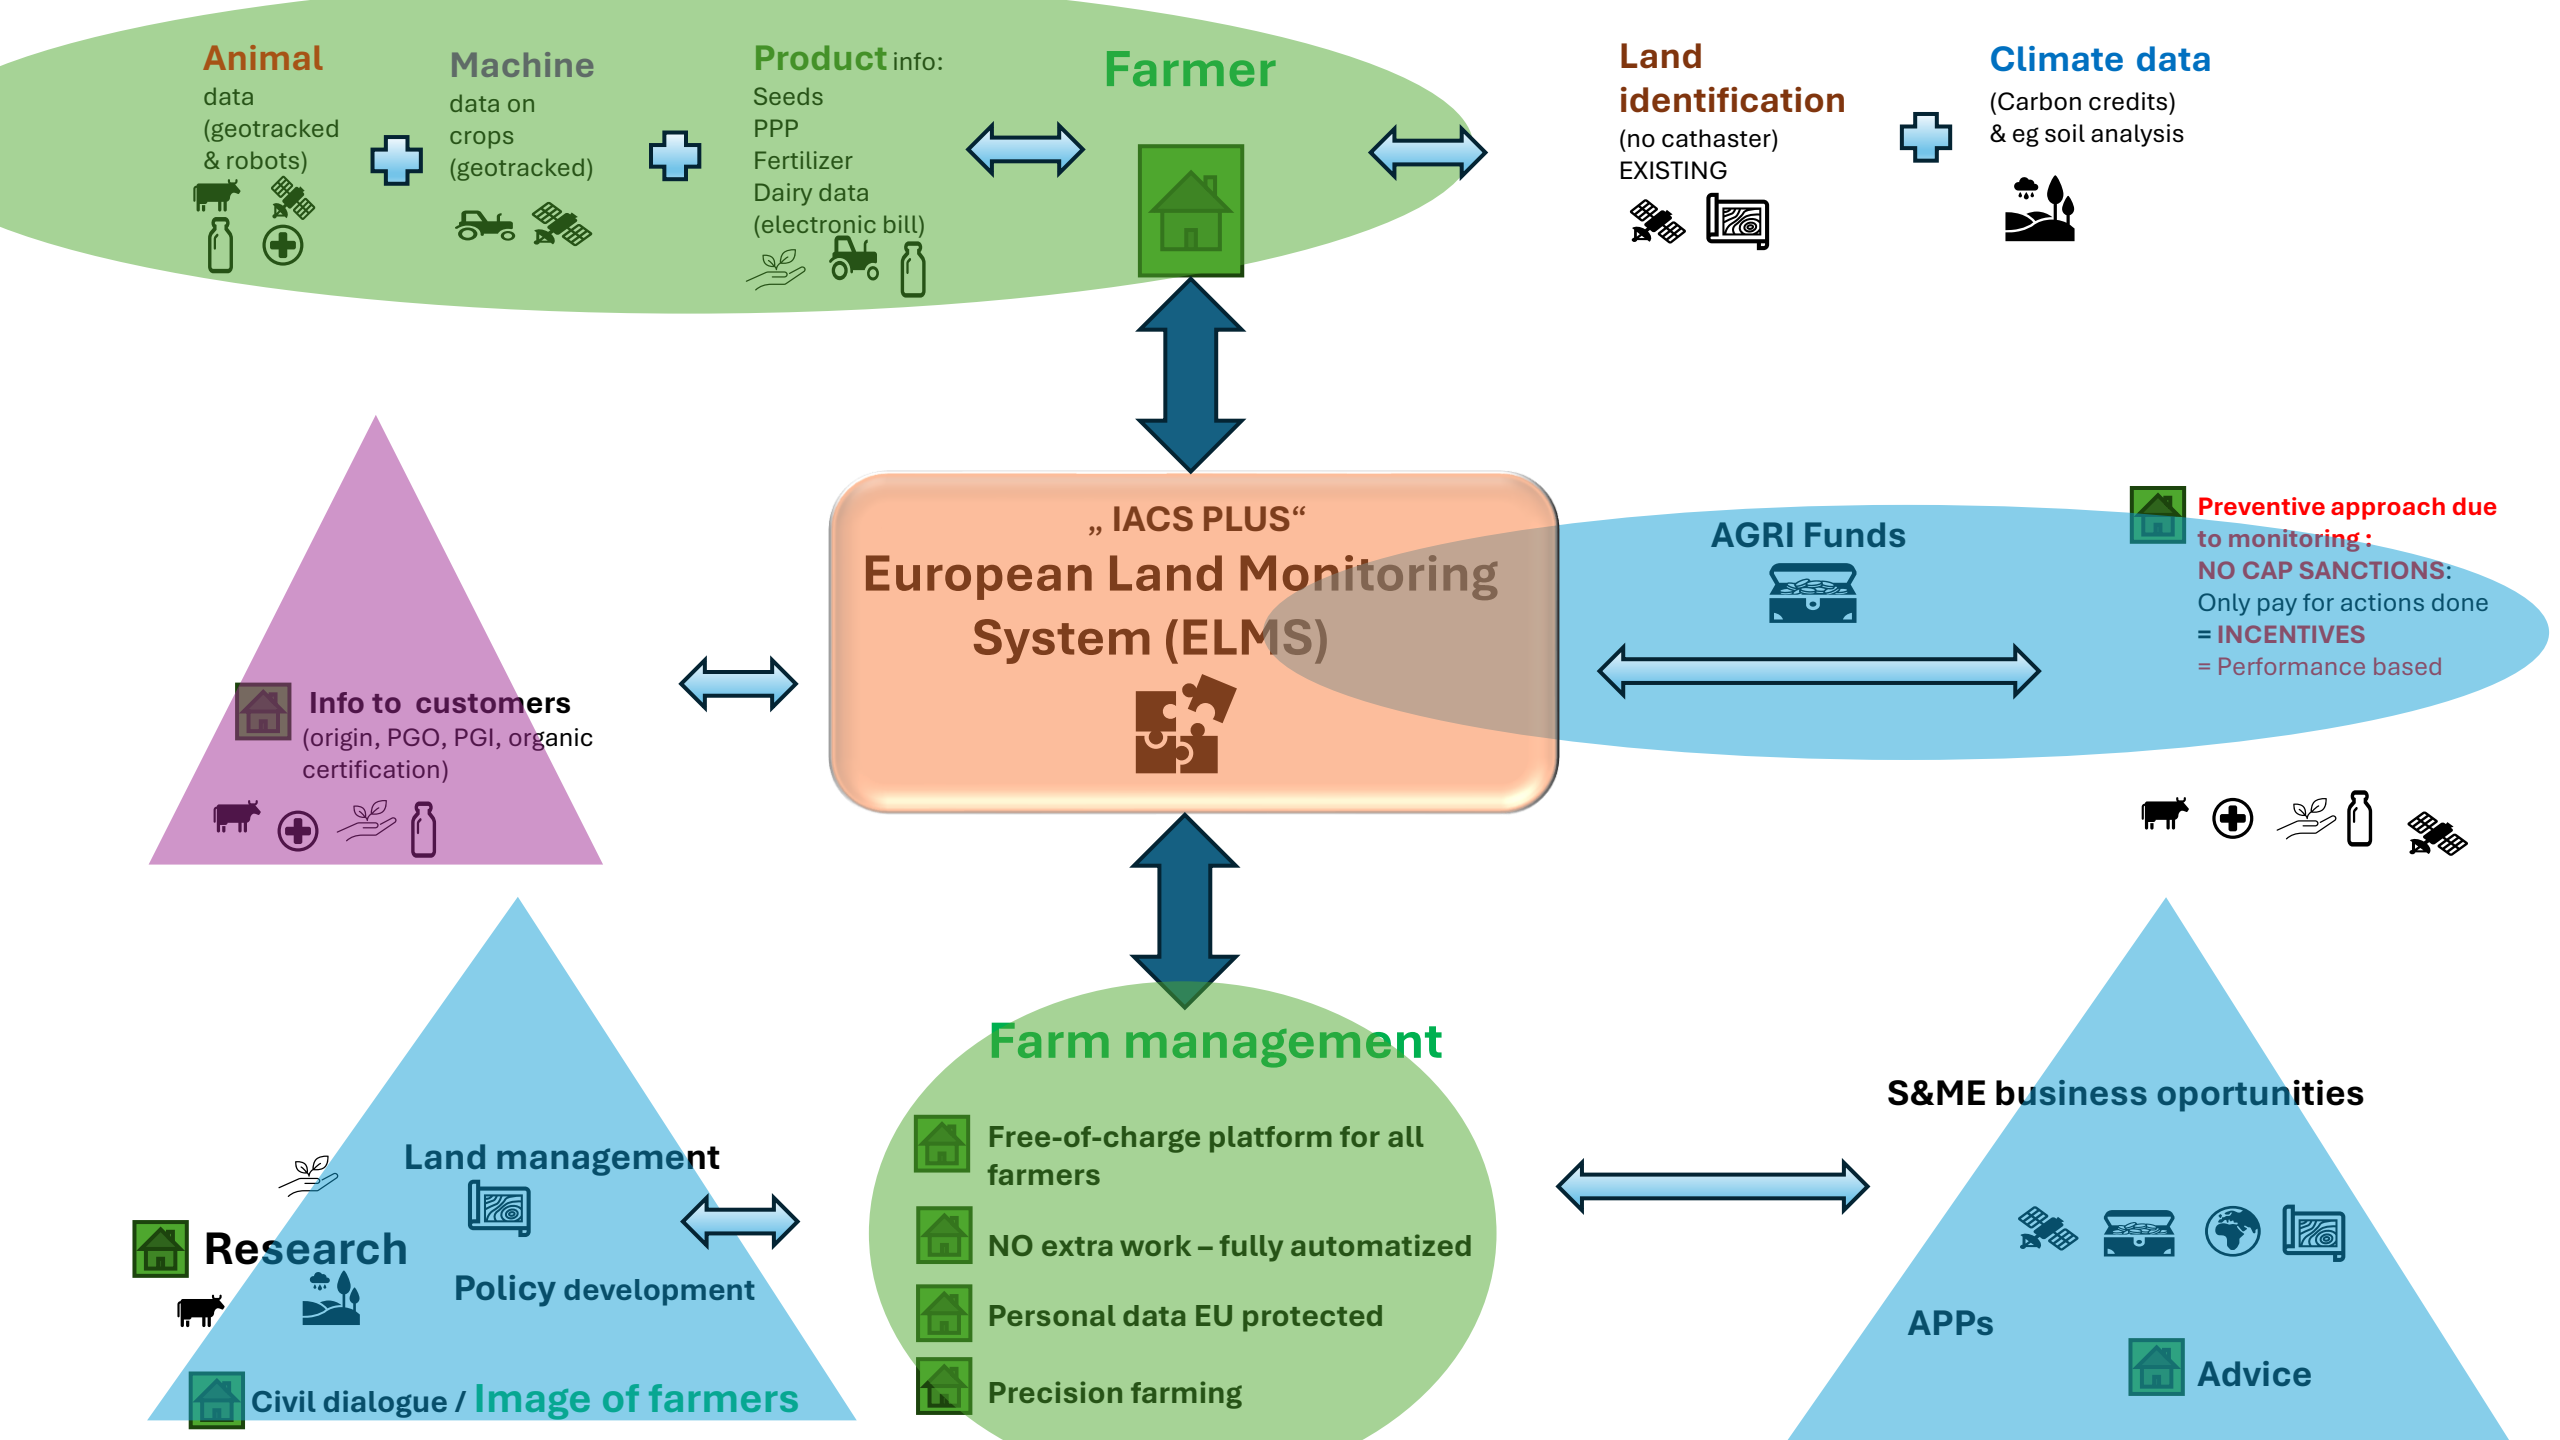 Animal
data
(geotracked
& robots)
Machine
data on
crops
(geotracked)
Product info:
Seeds
PPP
Fertilizer
Dairy data
(electronic bill)
Farmer
Land
identification
(no cathaster)
EXISTING
Climate data
(Carbon credits)
& eg soil analysis
„ IACS PLUS“
European Land Monitoring
System (ELMS)
AGRI Funds
Preventive approach due
to monitoring :
NO CAP SANCTIONS:
Only pay for actions done
= INCENTIVES
= Performance based
Info to customers
(origin, PGO, PGI, organic
certification)
Land management
Research
Policy development
Civil dialogue / Image of farmers
Farm management
Free-of-charge platform for all
farmers
NO extra work – fully automatized
Personal data EU protected
Precision farming
S&ME business oportunities
APPs
Advice